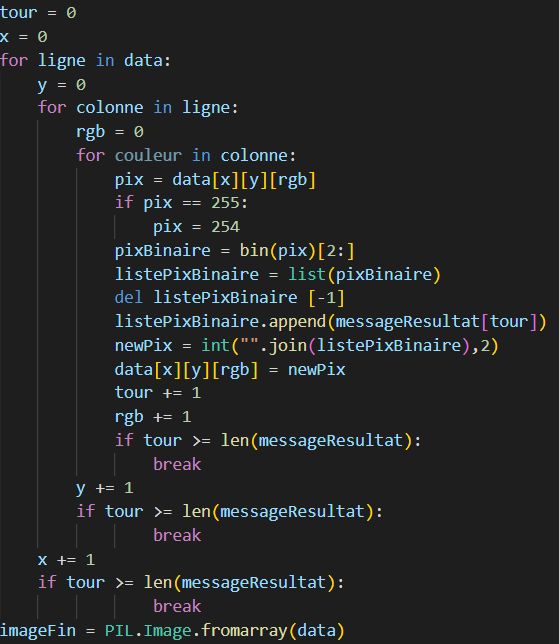 tour = 0
x = 0
for ligne in data:
    y = 0
    for colonne in ligne:
        rgb = 0
        for couleur in colonne:
            pix = data[x][y][rgb]
            if pix == 255:
                pix = 254
            pixBinaire = bin(pix)[2:]
            listePixBinaire = list(pixBinaire)
            del listePixBinaire [-1]
            listePixBinaire.append(messageResultat[tour])
            newPix = int("".join(listePixBinaire),2)
            data[x][y][rgb] = newPix
            tour += 1
            rgb += 1
            if tour >= len(messageResultat):
                break
        y += 1
        if tour >= len(messageResultat):
                break
    x += 1
    if tour >= len(messageResultat):
                break
imageFin = PIL.Image.fromarray(data)